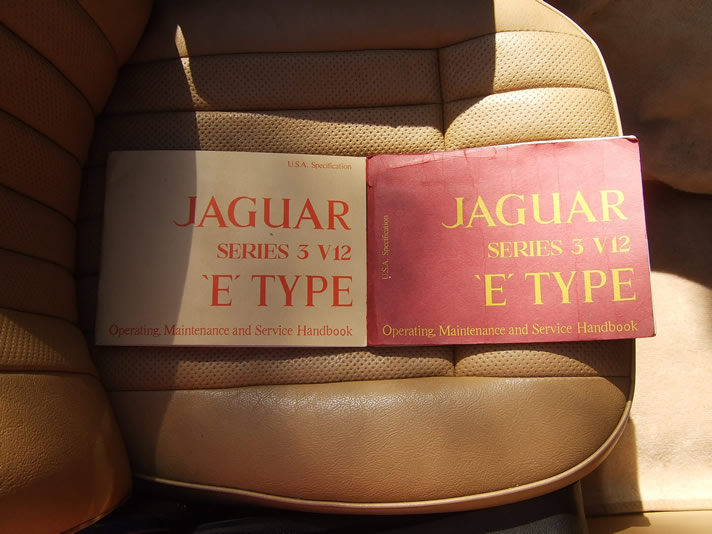 U.S.A. Specification
JAGUAR
SERIES 3 V12
`E´ TYPE
Operating, Maintenance and Service Handbook
U.S.A. Specification
JAGUAR
SERIES 3 V12
`E´ TYPE
Operating, Maintenance and Service Handbook